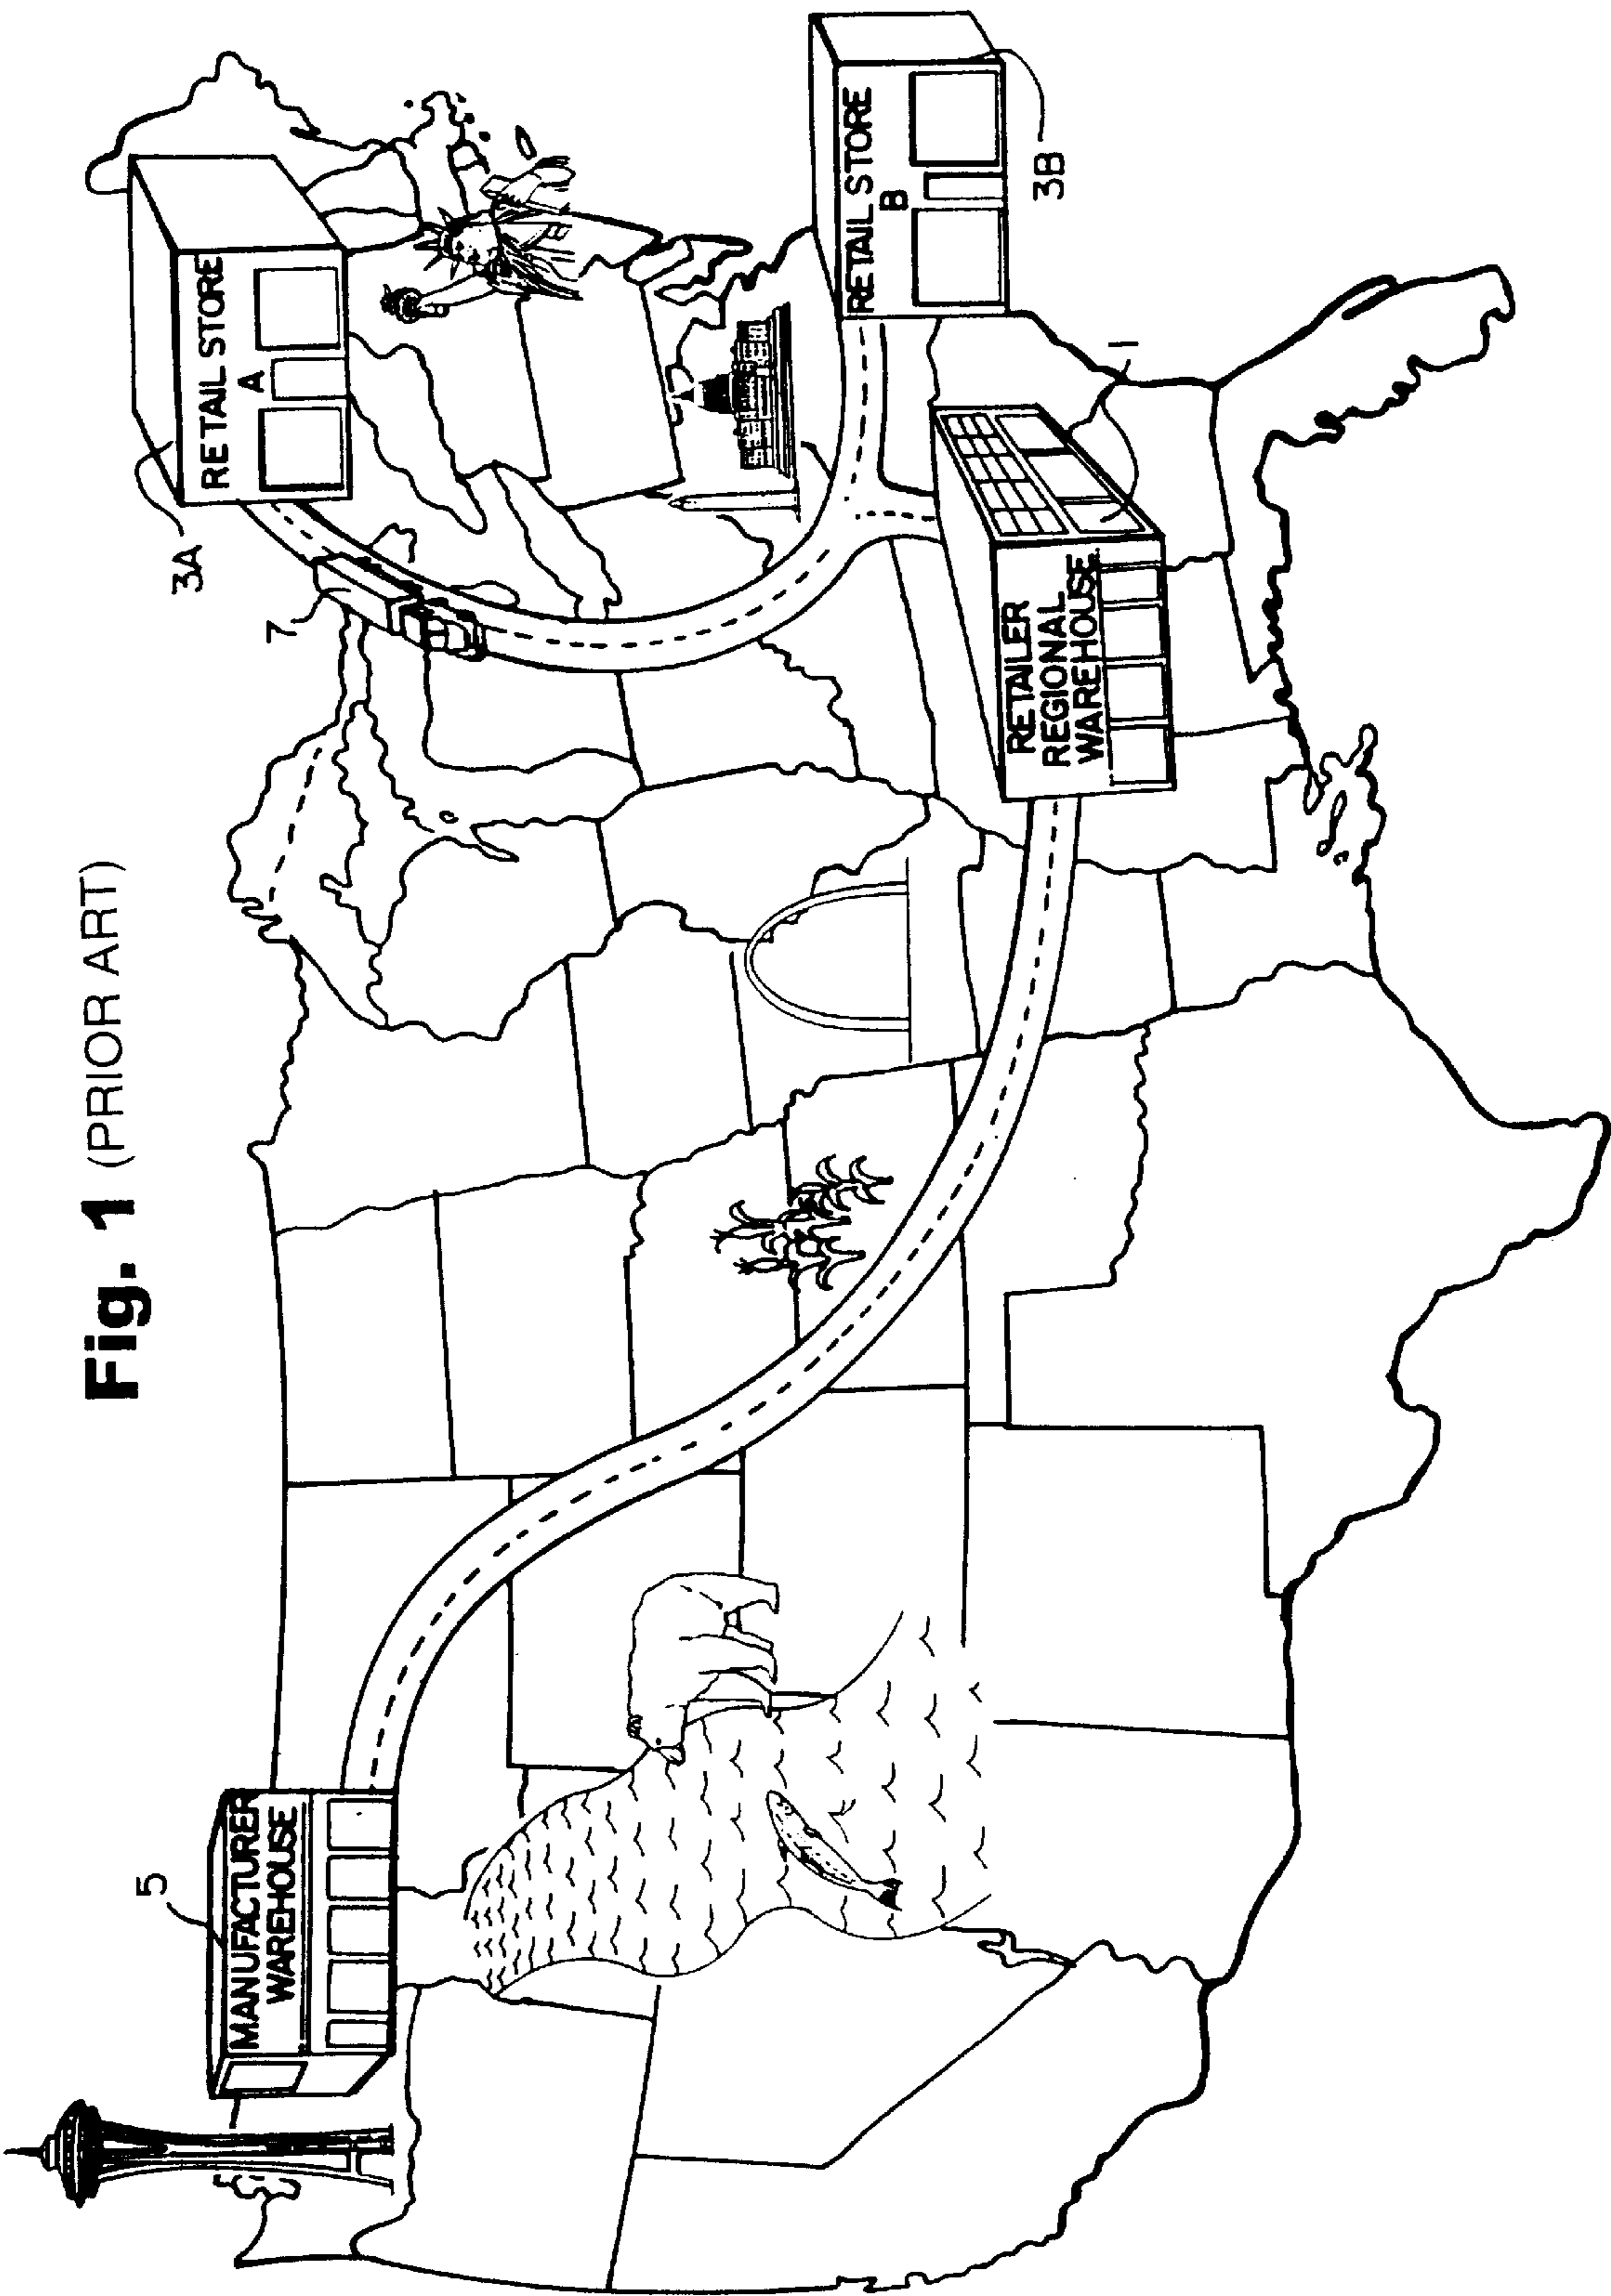 Fig. 1 (PRIOR ART)
5
MANUFACTURER
WAREHOUSE
7
3A
RETAIL STORE
A
RETAIL STORE
B
3B
RETAILER
REGIONAL
WAREHOUSE
1